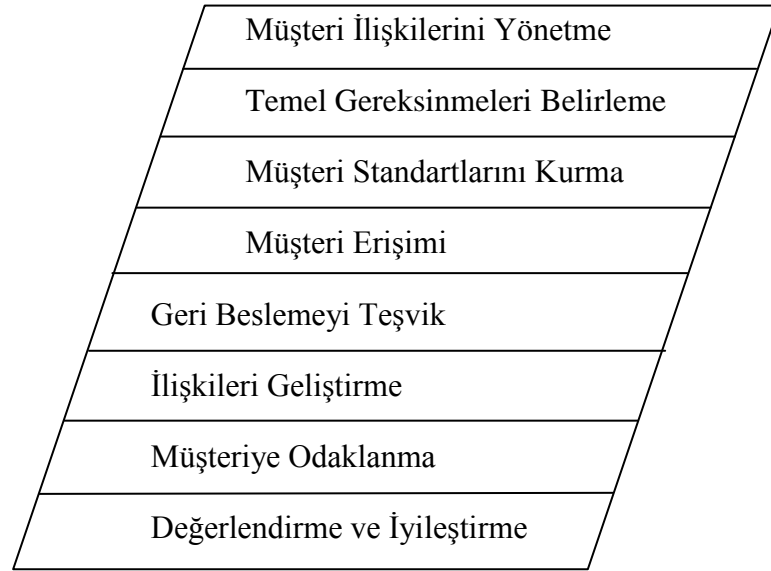 Müşteri İlişkilerini Yönetme
Temel Gereksinmeleri Belirleme
Müşteri Standartlarını Kurma
Müşteri Erişimi
Geri Beslemeyi Teşvik
İlişkileri Geliştirme
Müşteriye Odaklanma
Değerlendirme ve İyileştirme